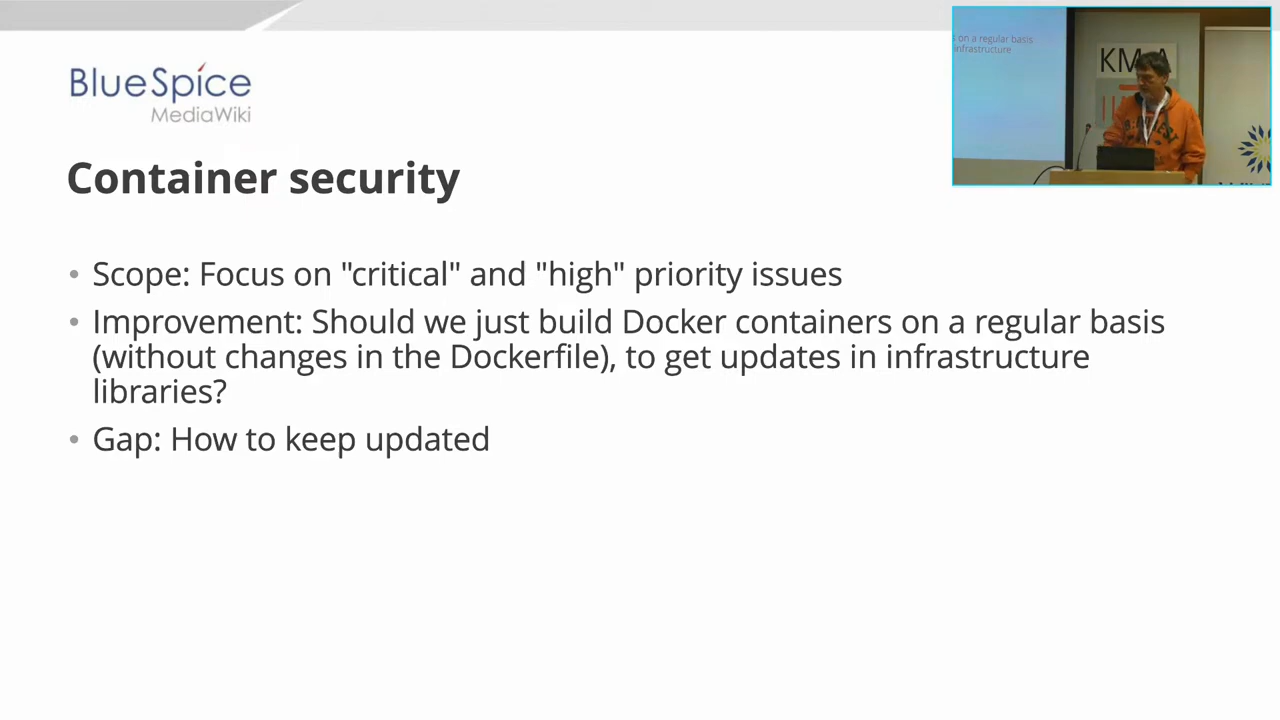 BlueSpice
MediaWiki
Container security
• Scope: Focus on "critical" and "high" priority issues
• Improvement: Should we just build Docker containers on a regular basis
(without changes in the Dockerfile), to get updates in infrastructure
libraries?
• Gap: How to keep updated
on a regular basis
infrastructure